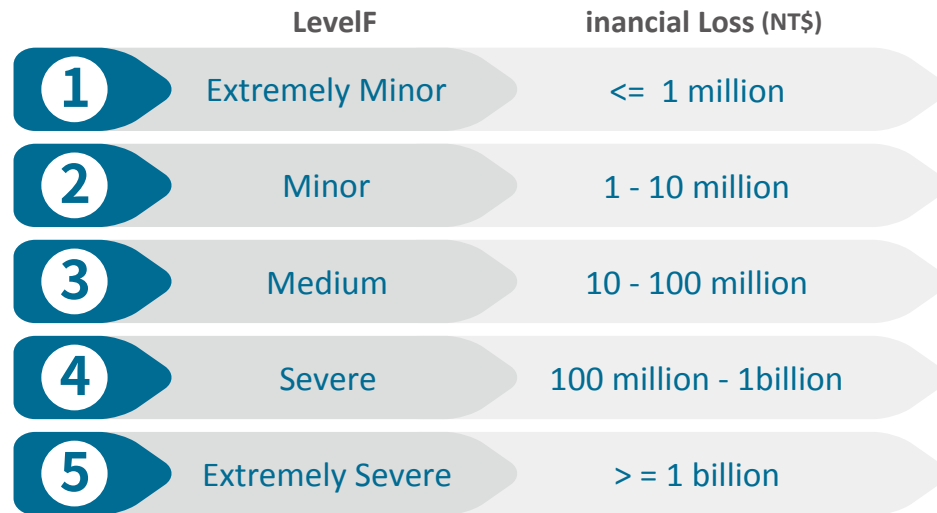 LevelF inancial Loss (NT$)
1 Extremely Minor <= 1 million
2 Minor 1 - 10 million
3 Medium 10 - 100 million
4 Severe 100 million - 1billion
5 Extremely Severe > = 1 billion